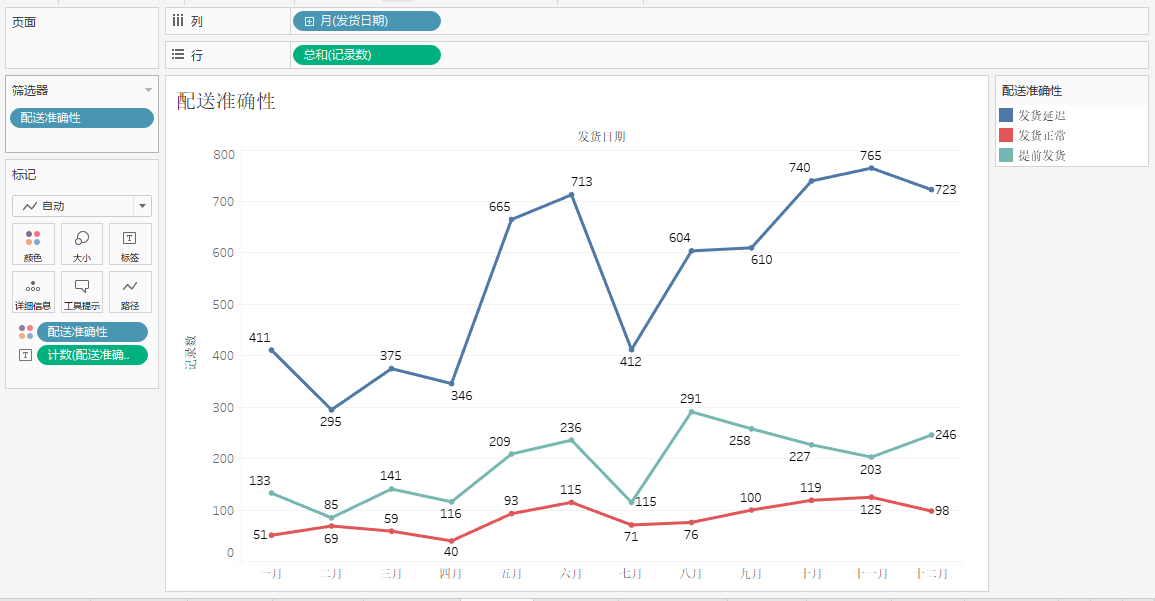 页面
列
月(发货日期)
行
总和(记录数)
筛选器
配送准确性
标记
自动
颜色
大小
标签
详细信息
工具提示
路径
配送准确性
计数(配送准确..
配送准确性
发货日期
记录数
800
700
600
500
400
300
200
100
0
411
295
375
346
665
713
412
604
610
740
765
723
133
85
141
116
209
236
115
291
258
227
203
246
51
69
59
40
93
115
71
76
100
119
125
98
一月
二月
三月
四月
五月
六月
七月
八月
九月
十月
十一月
十二月
配送准确性
发货延迟
发货正常
提前发货